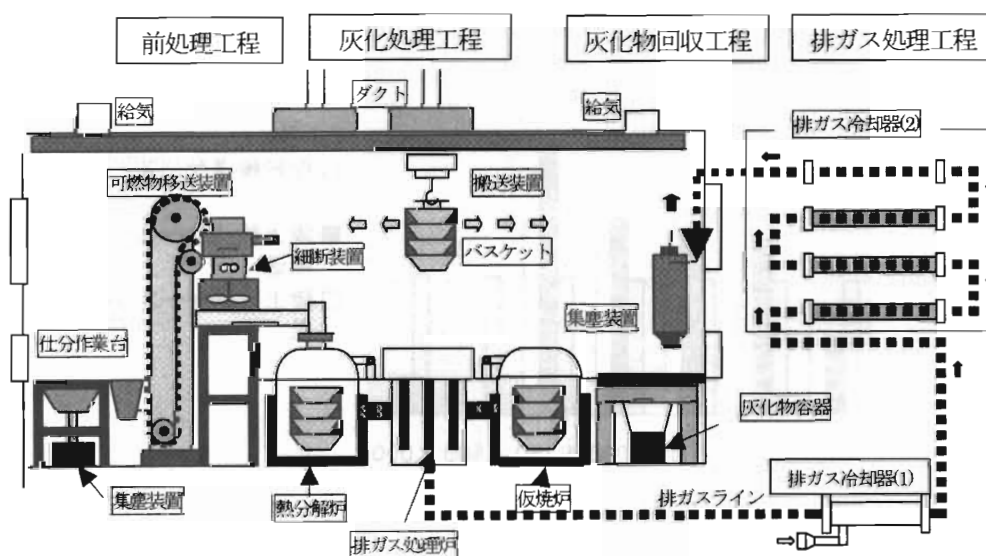 前処理工程
灰化処理工程
灰化物回収工程
排ガス処理工程
給気
ダクト
給気
排ガス冷却器(2)
可燃物移送装置
搬送装置
細断装置
バスケット
集塵装置
仕分作業台
灰化物容器
集塵装置
熱分解炉
仮焼炉
排ガスライン
排ガス冷却器(1)
排ガス処理炉